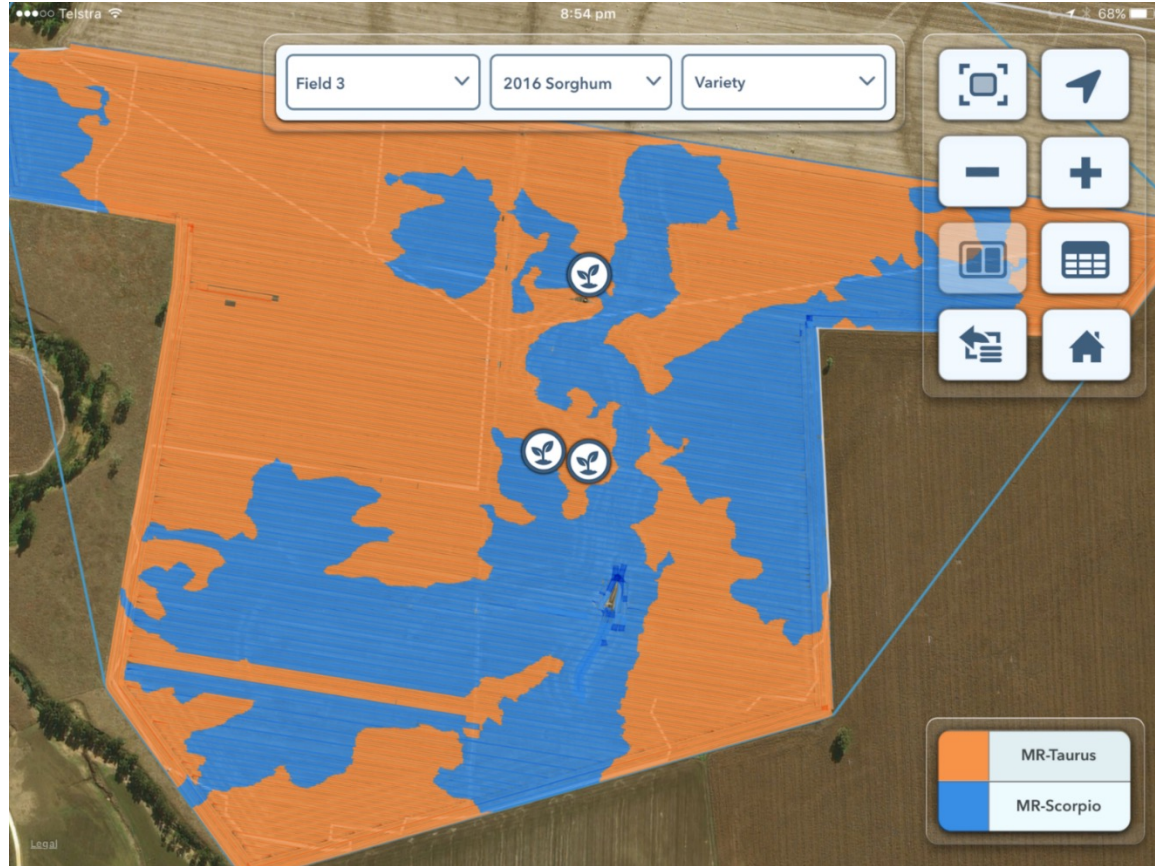 Telstra
8:54 pm
68%
Field 3
2016 Sorghum
Variety
MR-Taurus
MR-Scorpio
Legal